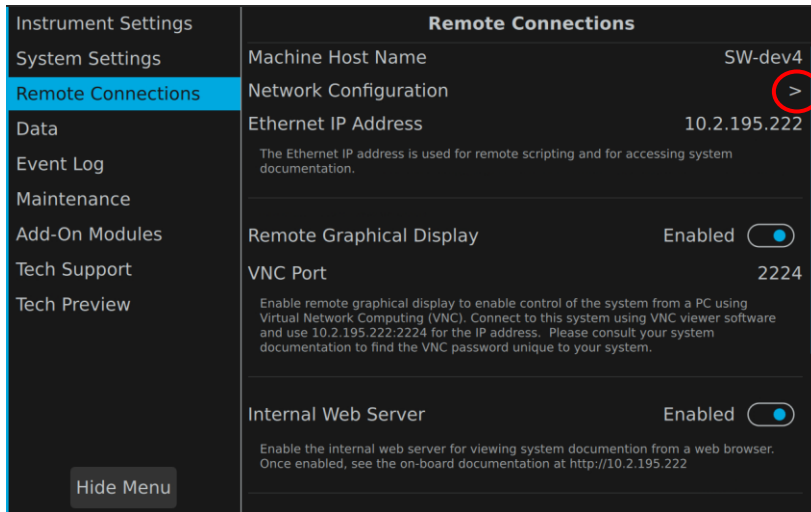 Instrument Settings
System Settings
Remote Connections
Data
Event Log
Maintenance
Add-On Modules
Tech Support
Tech Preview
Hide Menu
Remote Connections
Machine Host Name SW-dev4
Network Configuration >
Ethernet IP Address 10.2.195.222
The Ethernet IP address is used for remote scripting and for accessing system
documentation.
Remote Graphical Display Enabled
VNC Port 2224
Enable remote graphical display to enable control of the system from a PC using
Virtual Network Computing (VNC). Connect to this system using VNC viewer software
and use 10.2.195.222:2224 for the IP address. Please consult your system
documentation to find the VNC password unique to your system.
Internal Web Server Enabled
Enable the internal web server for viewing system documention from a web browser.
Once enabled, see the on-board documentation at http://10.2.195.222